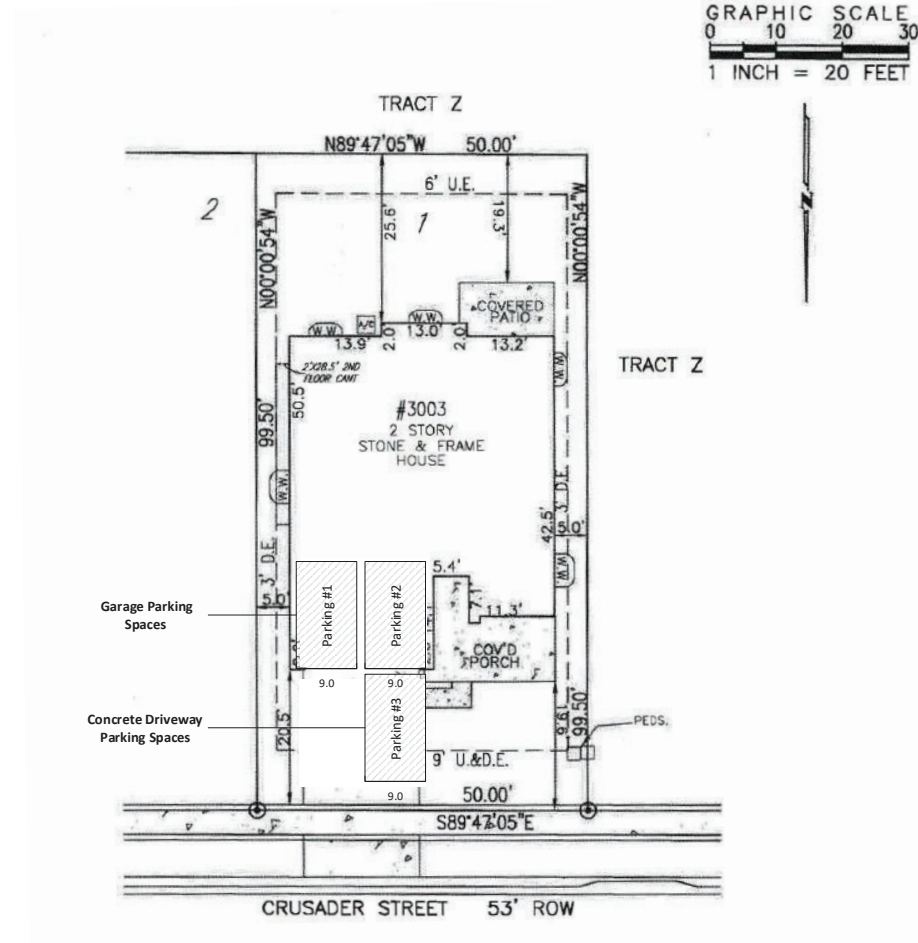 GRAPHIC SCALE
0 10 20 30
1 INCH = 20 FEET
TRACT Z
N89°47'05"W 50.00'
6' U.E.
2
1
N00°00'54"W
25.6'
19.3'
N00°00'54"W
COVERED
PATIO
W.W.
A/C
W.W.
13.9'
2.0'
13.0'
2.0'
13.2'
2'X28.5' 2ND
FLOOR CANT
W.W.
TRACT Z
50.5'
#3003
2 STORY
STONE & FRAME
HOUSE
99.50'
W.W.
3' D.E.
42.5'
5.0'
3' D.E.
W.W.
5.4'
7.1'
11.3'
5.0'
Garage Parking
Spaces
Parking #1
Parking #2
COV'D
PORCH
9.0
9.0
Concrete Driveway
Parking Spaces
Parking #3
20.5'
19.6'
99.50'
PEDS.
9' U.&D.E.
9.0
50.00'
S89°47'05"E
CRUSADER STREET 53' ROW